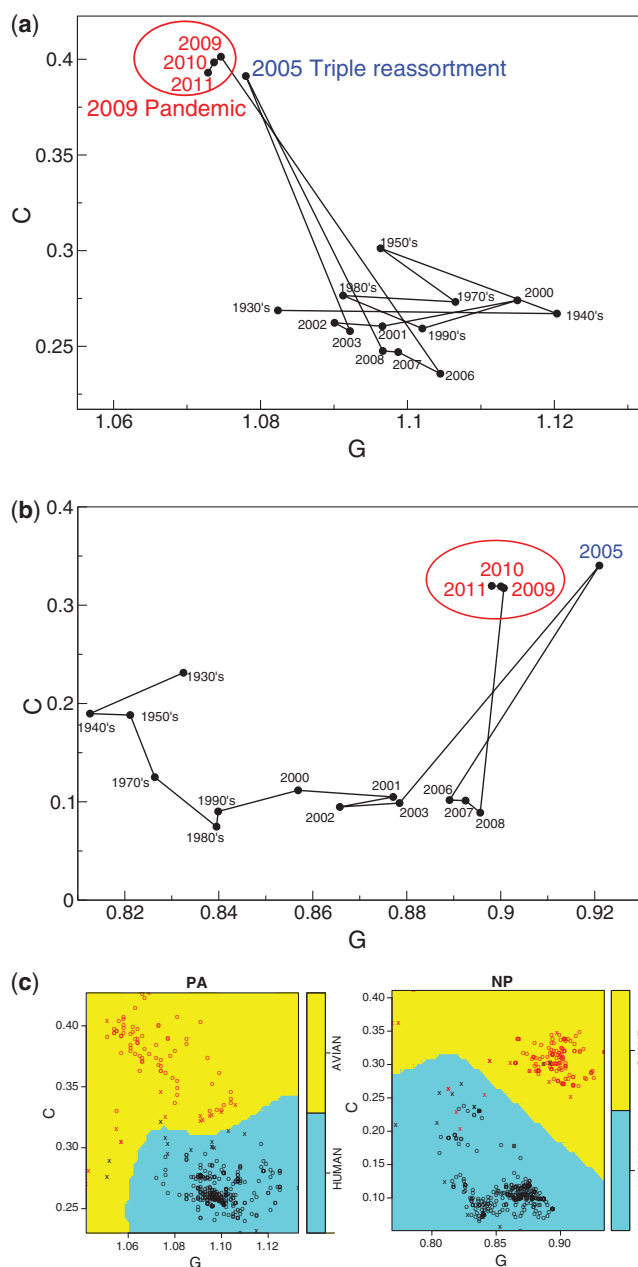 (a)
0.4
2009
2010
2011
2005 Triple reassortment
2009 Pandemic
C
0.3
1950's
1980's
1970's
2000
1930's
1940's
2002
2001
1990's
2003
0.25
2008
2007
2006
1.06
1.08
1.1
1.12
G
(b)
0.4
2005
2010
2011
2009
0.3
C
1930's
0.2
1940's
1950's
1970's
2000
2001
2006
0.1
1990's
2002
2003
2007
2008
1980's
0
0.82
0.84
0.86
0.88
0.9
0.92
G
(c)
PA
0.40
0.35
C
0.30
0.25
AVIAN
HUMAN
1.06
1.08
1.10
1.12
G
NP
0.40
0.35
0.30
0.25
C
0.20
0.15
0.10
0.80
0.85
0.90
G